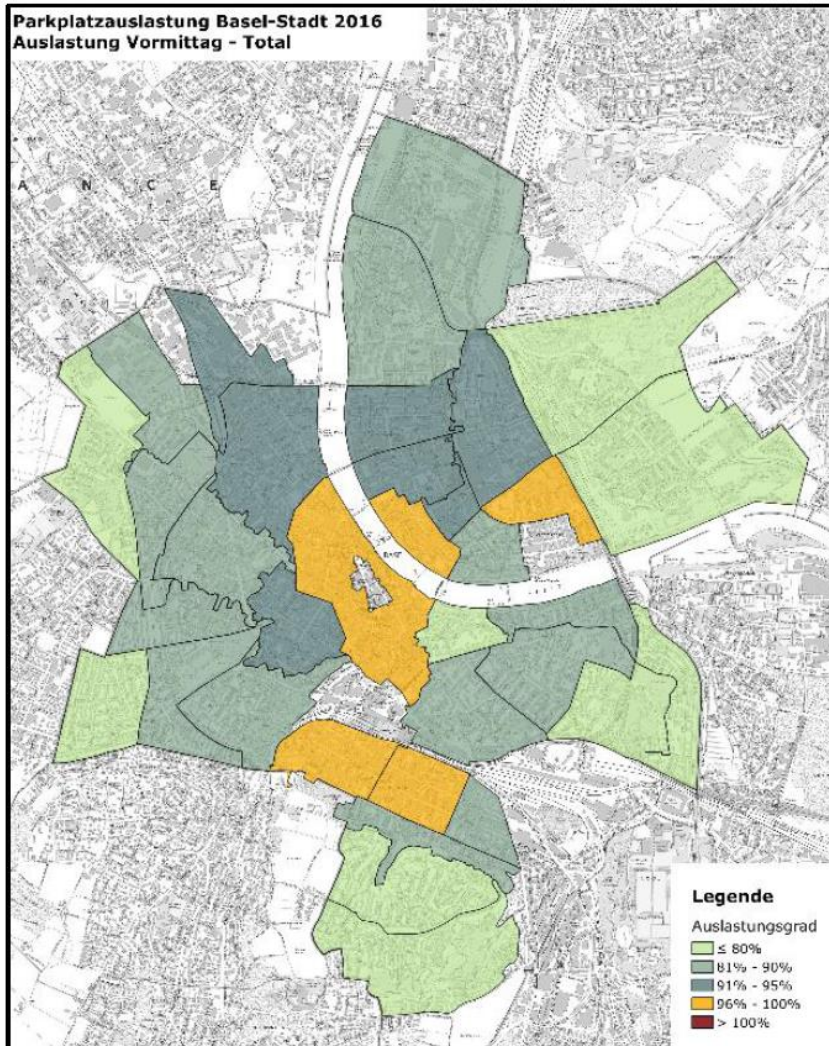 Parkplatzauslastung Basel-Stadt 2016
Auslastung Vormittag - Total
A N C E
Legende
Auslastungsgrad
≤ 80%
81% - 90%
91% - 95%
96% - 100%
> 100%